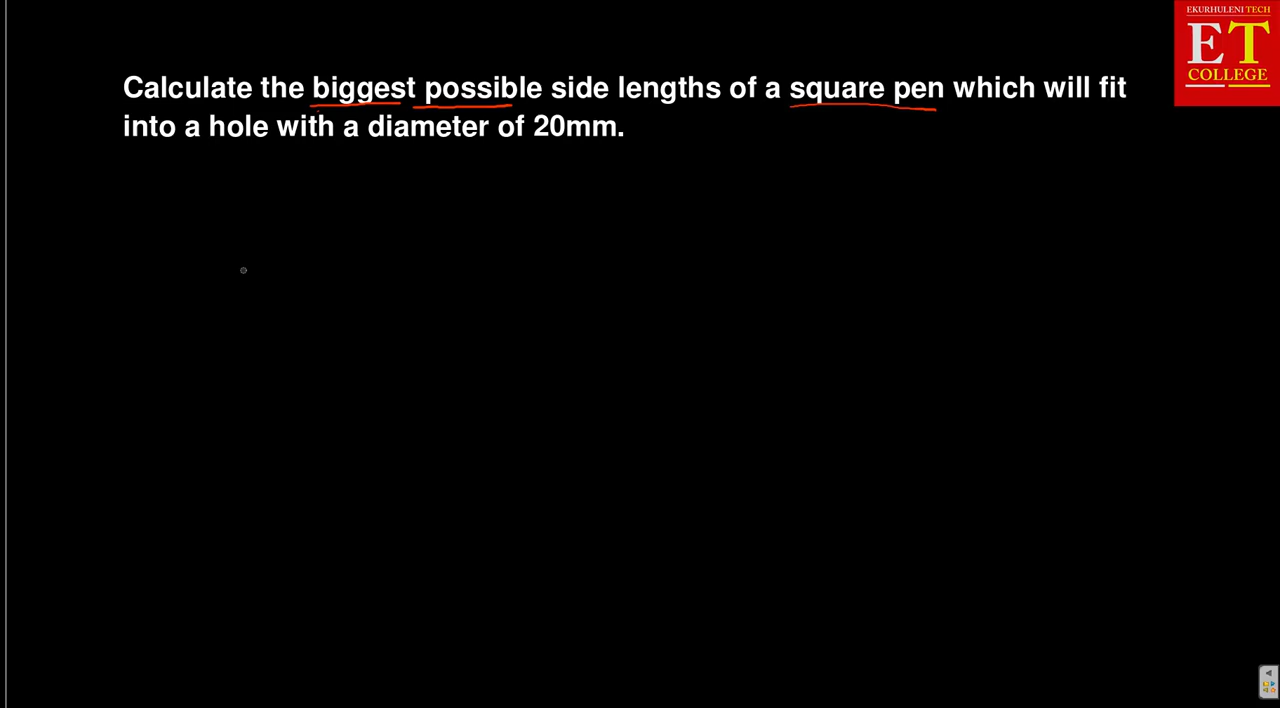 EKURHULENI TECH
ET
COLLEGE
Calculate the biggest possible side lengths of a square pen which will fit
into a hole with a diameter of 20mm.